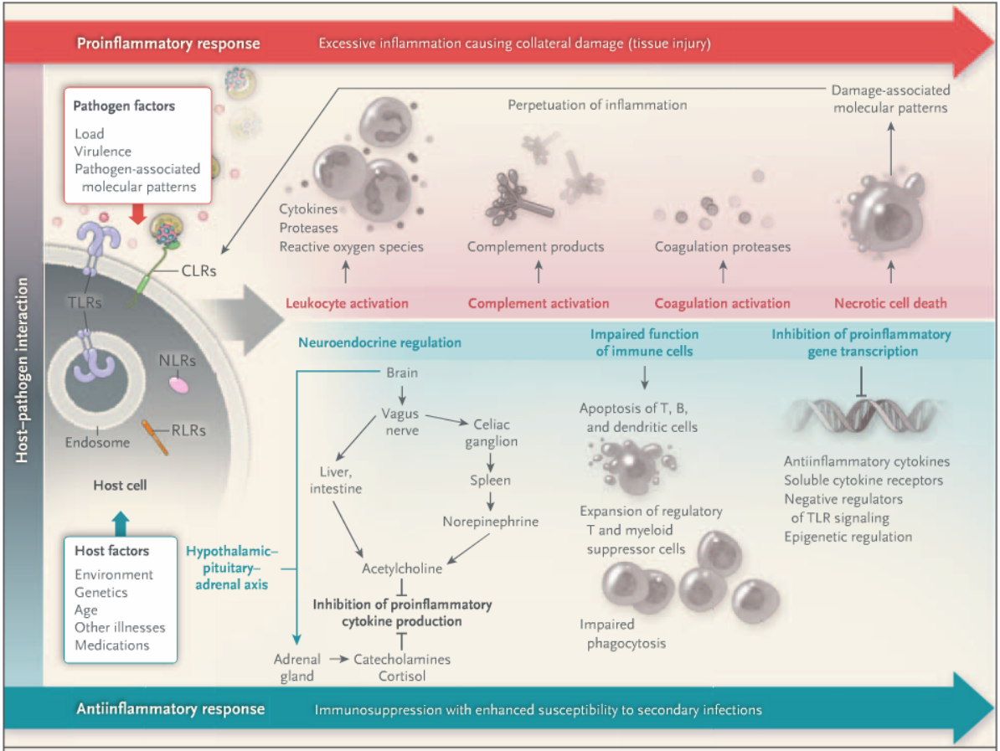 Proinflammatory response
Excessive inflammation causing collateral damage (tissue injury)
Host–pathogen interaction
Pathogen factors
Load
Virulence
Pathogen-associated
molecular patterns
TLRs
CLRs
NLRs
RLRs
Endosome
Host cell
Host factors
Environment
Genetics
Age
Other illnesses
Medications
Perpetuation of inflammation
Damage-associated
molecular patterns
Cytokines
Proteases
Reactive oxygen species
Complement products
Coagulation proteases
Leukocyte activation
Complement activation
Coagulation activation
Necrotic cell death
Neuroendocrine regulation
Brain
Vagus
nerve
Celiac
ganglion
Liver,
intestine
Spleen
Norepinephrine
Hypothalamic–
pituitary–
adrenal axis
Acetylcholine
Inhibition of proinflammatory
cytokine production
Adrenal
gland
Catecholamines
Cortisol
Impaired function
of immune cells
Apoptosis of T, B,
and dendritic cells
Expansion of regulatory
T and myeloid
suppressor cells
Impaired
phagocytosis
Inhibition of proinflammatory
gene transcription
Antiinflammatory cytokines
Soluble cytokine receptors
Negative regulators
of TLR signaling
Epigenetic regulation
Antiinflammatory response
Immunosuppression with enhanced susceptibility to secondary infections